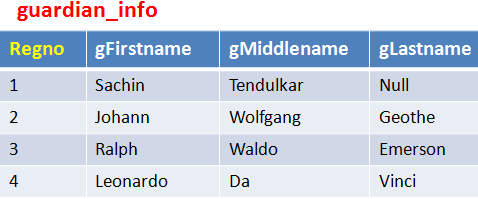 guardian_info
Regno gFirstname gMiddlename gLastname
1 Sachin Tendulkar Null
2 Johann Wolfgang Geothe
3 Ralph Waldo Emerson
4 Leonardo Da Vinci